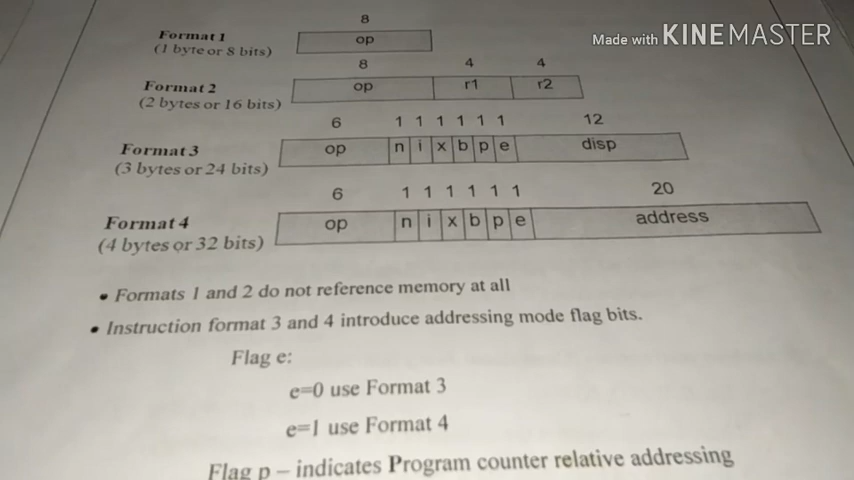 Made with KINEMASTER
8
Format 1 op
(1 byte or 8 bits)
8 4 4
Format 2 op r1 r2
(2 bytes or 16 bits)
6 1 1 1 1 1 1 12
Format 3 op n i x b p e disp
(3 bytes or 24 bits)
6 1 1 1 1 1 1 20
Format 4 op n i x b p e address
(4 bytes or 32 bits)
• Formats 1 and 2 do not reference memory at all
• Instruction format 3 and 4 introduce addressing mode flag bits.
Flag e:
e=0 use Format 3
e=1 use Format 4
Flag p – indicates Program counter relative addressing